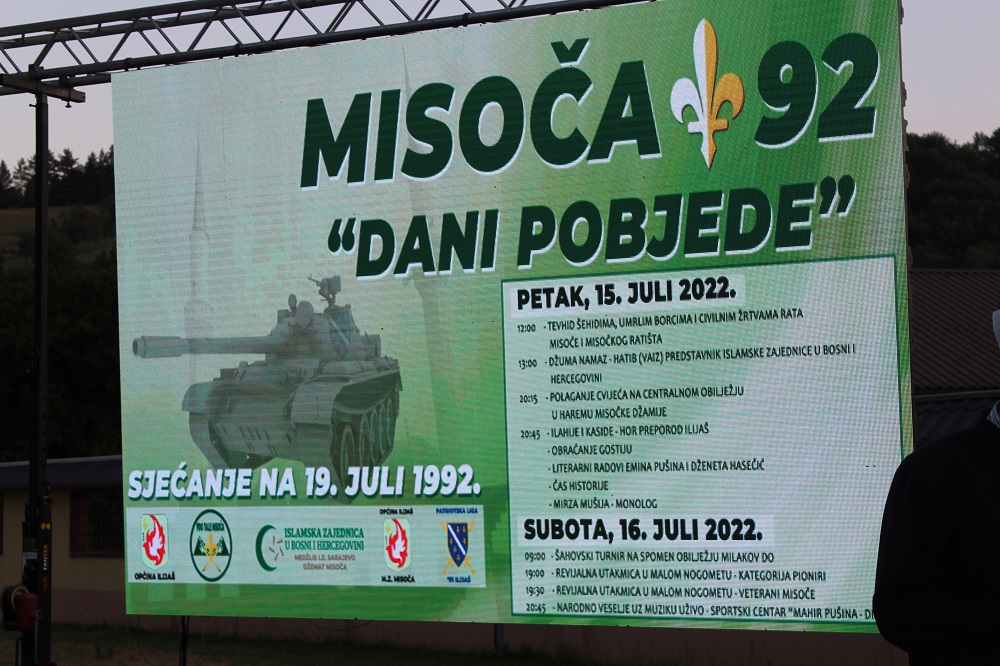 MISOČA 92
“DANI POBJEDE”
PETAK, 15. JULI 2022.
12:00 - TEVHID ŠEHIDIMA, UMRLIM BORCIMA I CIVILNIM ŽRTVAMA RATA
MISOČE I MISOČKOG RATIŠTA
13:00 - DŽUMA NAMAZ - HATIB (VAIZ) PREDSTAVNIK ISLAMSKE ZAJEDNICE U BOSNI I
HERCEGOVINI
20:15 - POLAGANJE CVIJEĆA NA CENTRALNOM OBILJEŽJU
U HAREMU MISOČKE DŽAMIJE
20:45 - ILAHIJE I KASIDE - HOR PREPOROD ILIJAŠ
- OBRAĆANJE GOSTUJU
- LITERARNI RADOVI EMINA PUŠINA I DŽENETA HASEČIĆ
- ČAS HISTORIJE
- MIRZA MUŠIJA - MONOLOG
SUBOTA, 16. JULI 2022.
09:00 - ŠAHOVSKI TURNIR NA SPOMEN OBILJEŽJU MILAKOV DO
19:00 - REVIJALNA UTAKMICA U MALOM NOGOMETU - KATEGORIJA PIONIRI
19:30 - REVIJALNA UTAKMICA U MALOM NOGOMETU - VETERANI MISOČE
20:45 - NARODNO VESELJE UZ MUZIKU UŽIVO - SPORTSKI CENTAR "MAHIR PUŠINA -
SJEĆANJE NA 19. JULI 1992.
OPĆINA ILIJAŠ
MISOČA
ISLAMSKA ZAJEDNICA
U BOSNI I HERCEGOVINI
MEDŽLIS I.Z. SARAJEVO
DŽEMAT MISOČA
OPĆINA ILIJAŠ
M.Z. MISOČA
PATRIOTSKA LIGA
ILIJAŠ